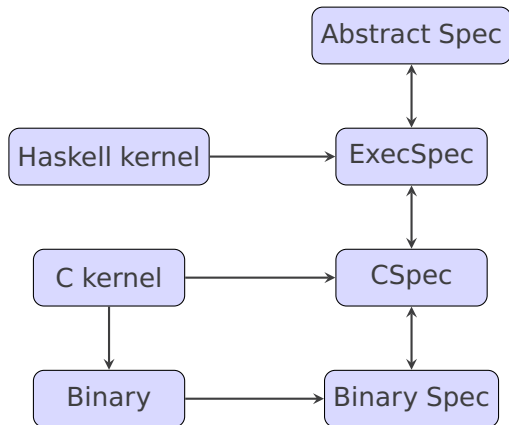 Abstract Spec
Haskell kernel
ExecSpec
C kernel
CSpec
Binary
Binary Spec